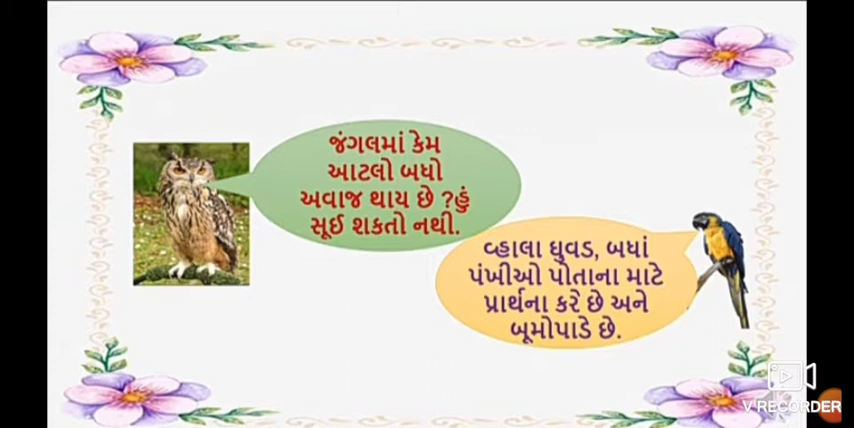 જંગલમાં કેમ
આટલો બધો
અવાજ થાય છે ?હું
સૂઈ શકતો નથી.
વ્હાલા ઘુવડ, બધાં
પંખીઓ પોતાના માટે
પ્રાર્થના કરે છે અને
બૂમોપાડે છે.
V RECORDER